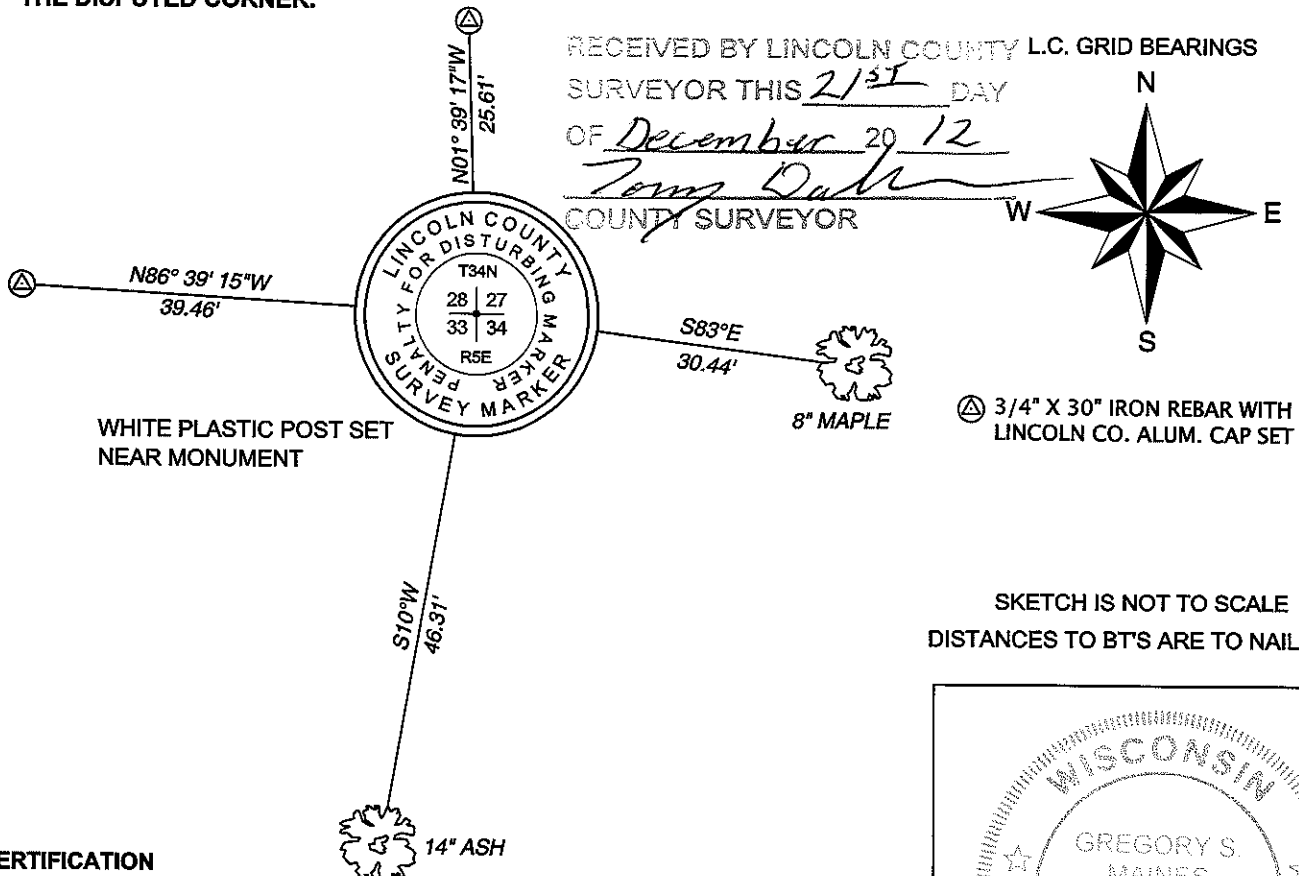 THE DISPUTED CORNER.
RECEIVED BY LINCOLN COUNTY
SURVEYOR THIS 21ST DAY
OF December 20 12
COUNTY SURVEYOR
L.C. GRID BEARINGS
N
W
E
S
N01° 39' 17"W
25.61'
N86° 39' 15"W
39.46'
LINCOLN COUNTY
PENALTY FOR DISTURBING MARKER
T34N
28 27
33 34
R5E
SURVEY MARKER
S83°E
30.44'
8" MAPLE
3/4" X 30" IRON REBAR WITH
LINCOLN CO. ALUM. CAP SET
WHITE PLASTIC POST SET
NEAR MONUMENT
S10°W
46.31'
14" ASH
SKETCH IS NOT TO SCALE
DISTANCES TO BT'S ARE TO NAIL
WISCONSIN
GREGORY S.
MAINES
ERTIFICATION